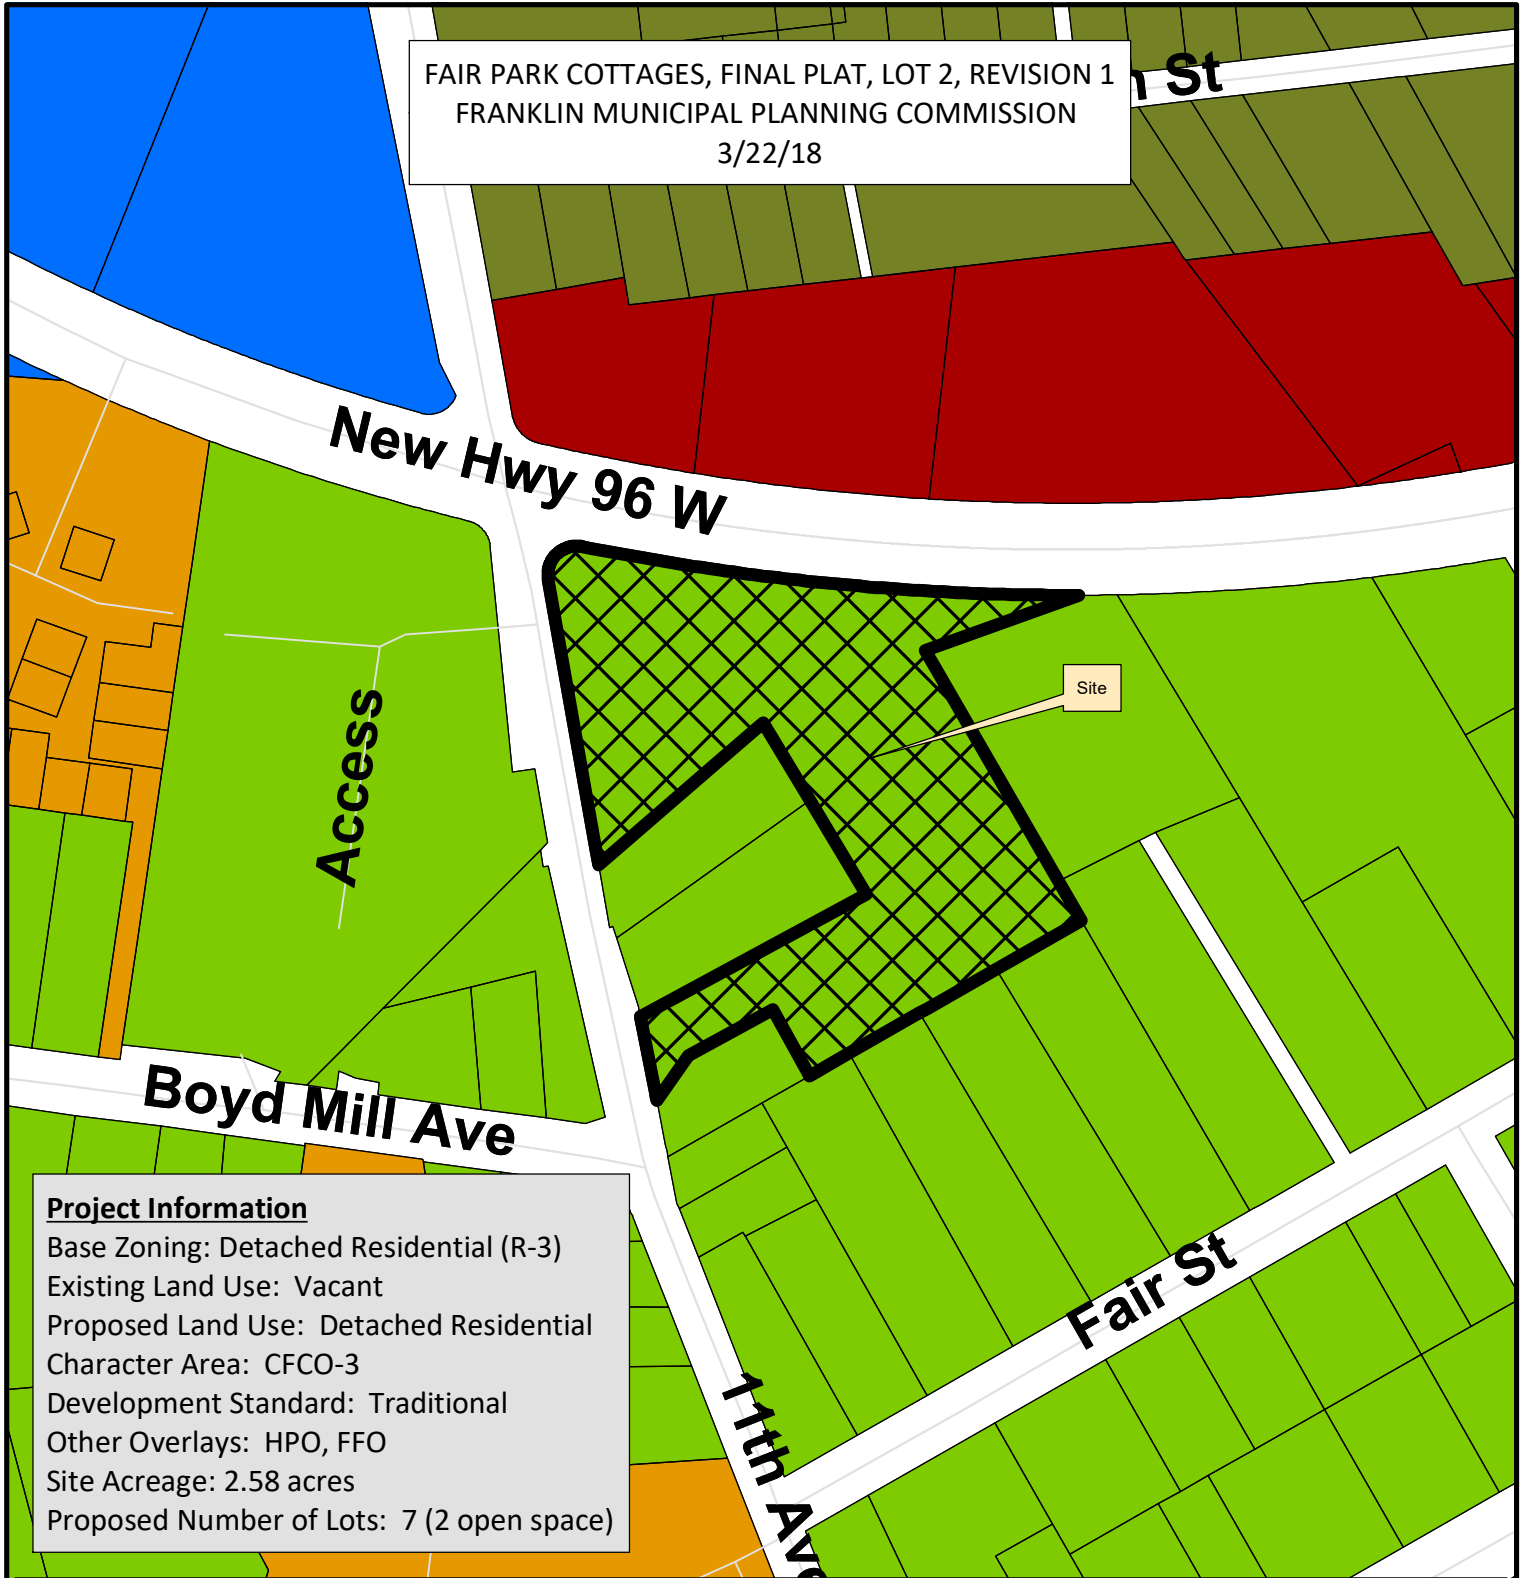 FAIR PARK COTTAGES, FINAL PLAT, LOT 2, REVISION 1
FRANKLIN MUNICIPAL PLANNING COMMISSION
3/22/18
St
New Hwy 96 W
Site
Access
Boyd Mill Ave
Fair St
11th Ave
Project Information
Base Zoning: Detached Residential (R-3)
Existing Land Use: Vacant
Proposed Land Use: Detached Residential
Character Area: CFCO-3
Development Standard: Traditional
Other Overlays: HPO, FFO
Site Acreage: 2.58 acres
Proposed Number of Lots: 7 (2 open space)